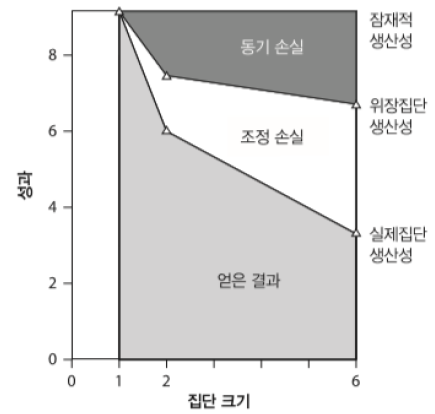 잠재적
생산성
동기 손실
8
위장집단
생산성
6
조정 손실
성과
4
실제집단
생산성
얻은 결과
2
0
0
1
2
6
집단 크기